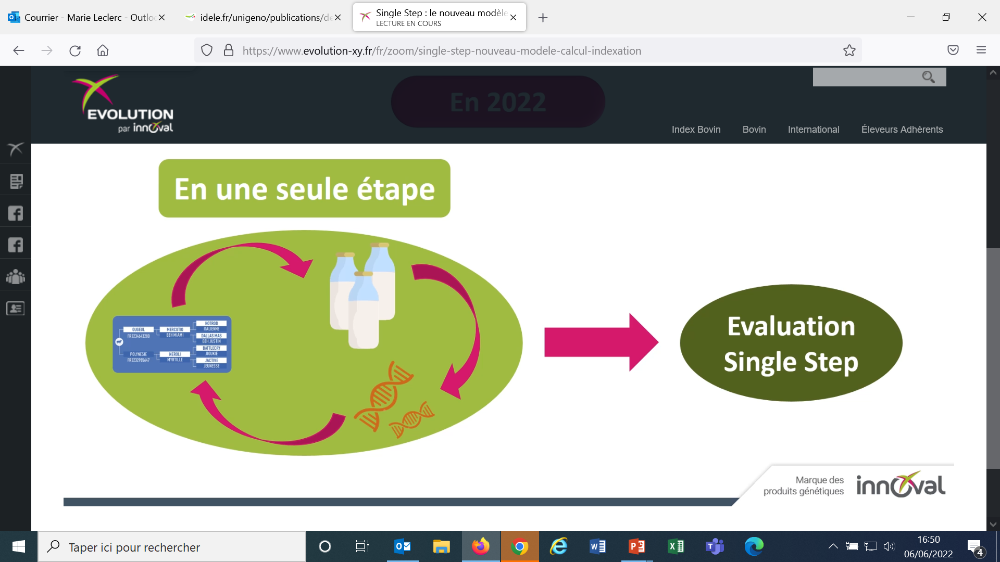 Courrier - Marie Leclerc - Outlo
idele.fr/unigeno/publications/de
Single Step : le nouveau modèle
LECTURE EN COURS
https://www.evolution-xy.fr/fr/zoom/single-step-nouveau-modele-calcul-indexation
EVOLUTION
par innoval
En 2022
Index Bovin
Bovin
International
Éleveurs Adhérents
En une seule étape
OUGEUL
FR2234643280
MERCUTIO
BZH MIAMI
HOTROD
ITALIENNE
DALLAS MAS
BZH JUSTIN
POLYNESIE
FR2232985647
NEROLI
MYRTILLE
BATTLECRY
JIOUKIE
JACTIVE
JEUNESSE
Evaluation
Single Step
Marque des
produits génétiques
innoval
Taper ici pour rechercher
16:50
06/06/2022
4